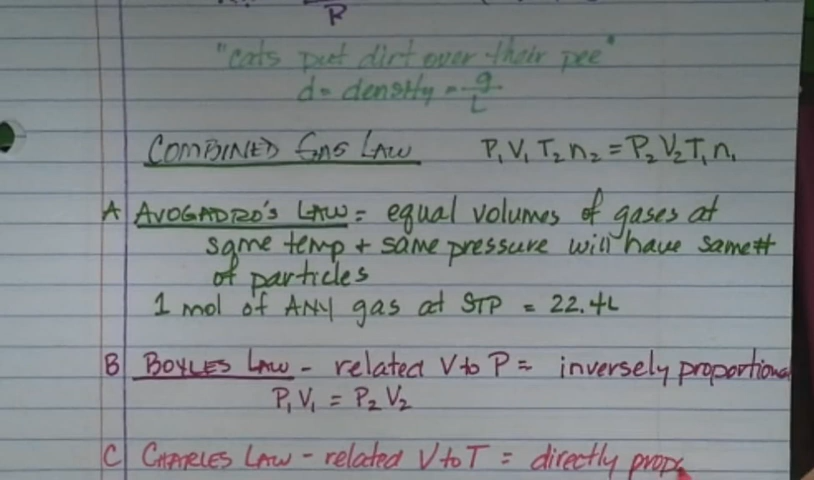 R
"cats put dirt over their pee"
d = density = g/L
COMBINED GAS LAW P₁V₁T₂n₂ = P₂V₂T₁n₁
A AVOGADRO'S LAW = equal volumes of gases at
same temp + same pressure will have same #
of particles
1 mol of ANY gas at STP = 22.4L
B BOYLES LAW - related V to P = inversely proportional
P₁V₁ = P₂V₂
C CHARLES LAW - related V to T = directly prop